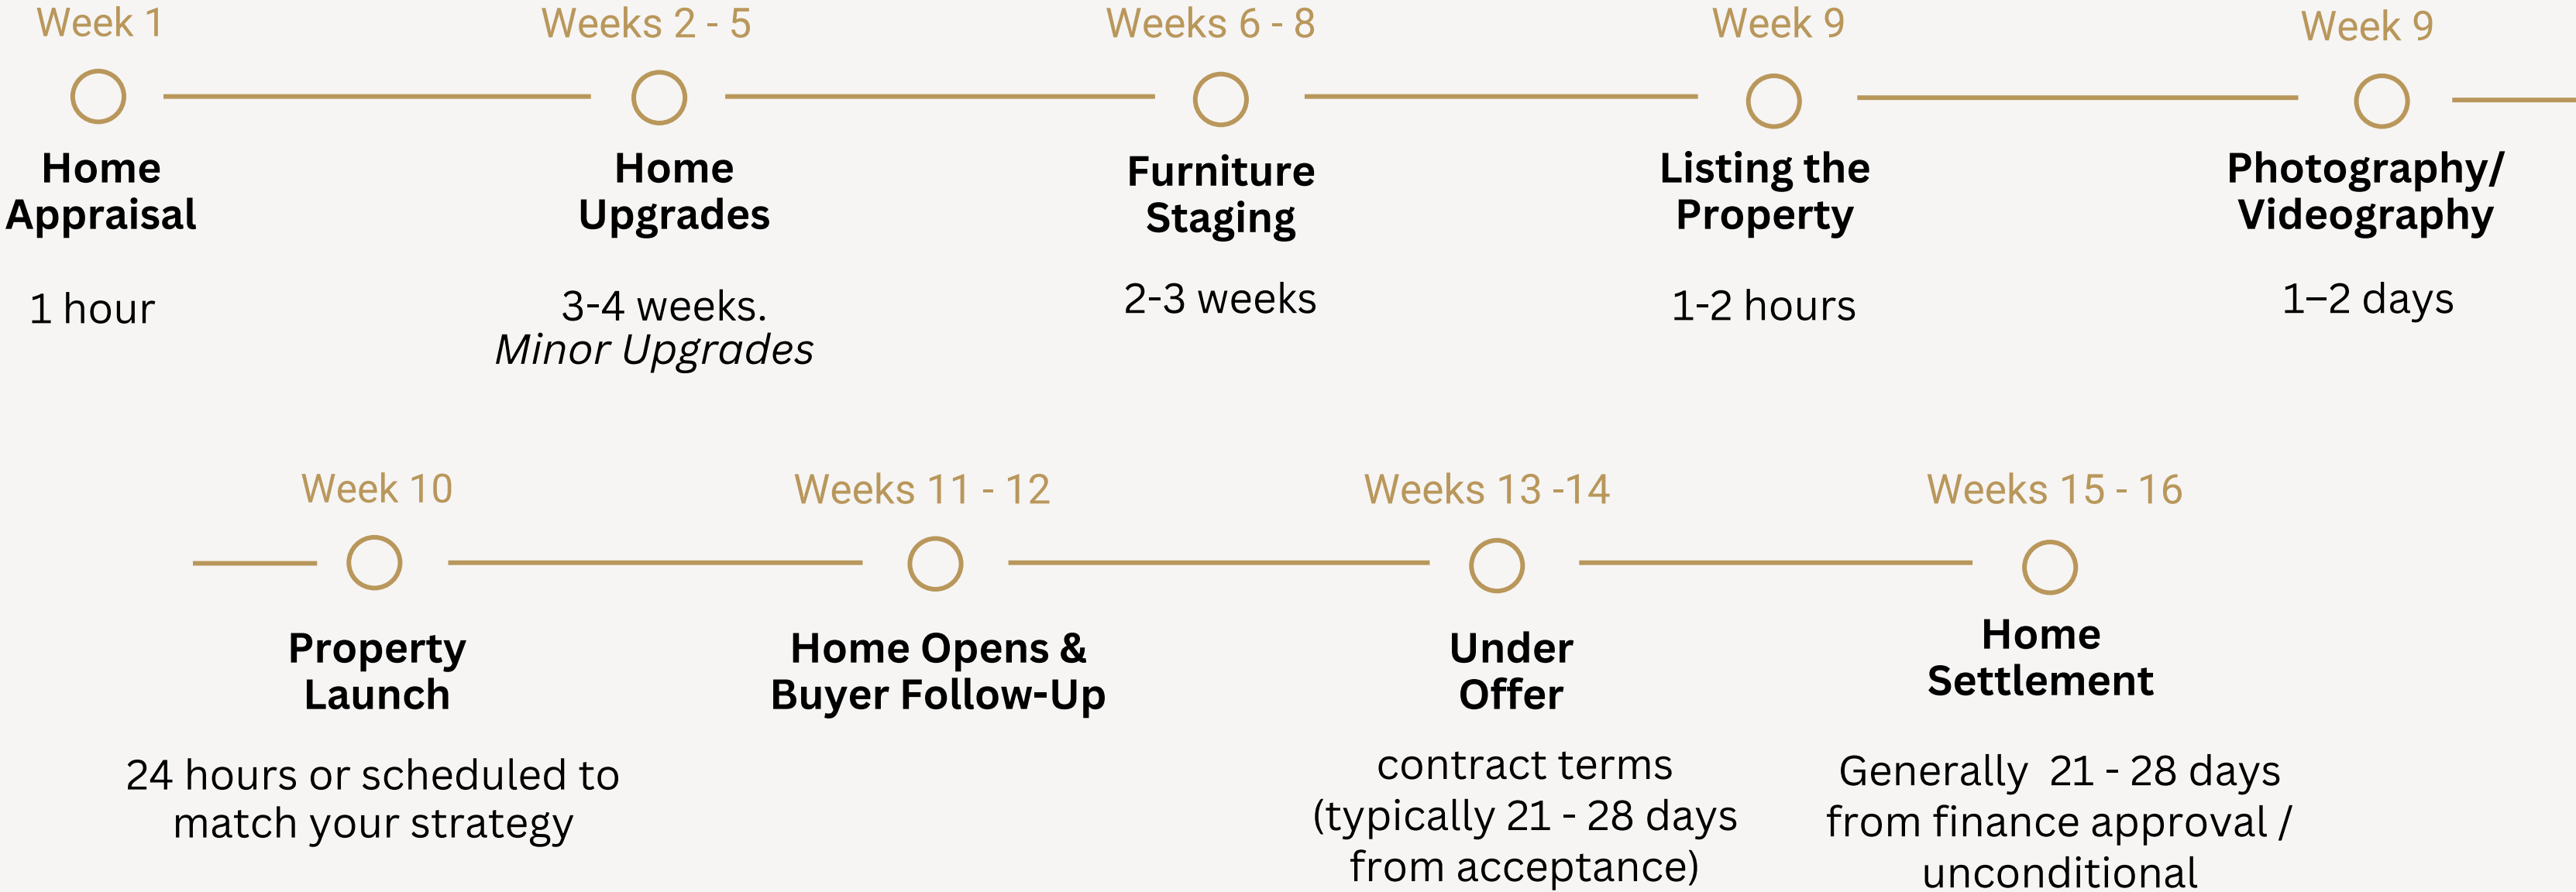 Week 1
Home
Appraisal
1 hour
Weeks 2 - 5
Home
Upgrades
3-4 weeks.
Minor Upgrades
Weeks 6 - 8
Furniture
Staging
2-3 weeks
Week 9
Listing the
Property
1-2 hours
Week 9
Photography/
Videography
1–2 days
Week 10
Property
Launch
24 hours or scheduled to
match your strategy
Weeks 11 - 12
Home Opens &
Buyer Follow-Up
Weeks 13 -14
Under
Offer
contract terms
(typically 21 - 28 days
from acceptance)
Weeks 15 - 16
Home
Settlement
Generally  21 - 28 days
from finance approval /
unconditional